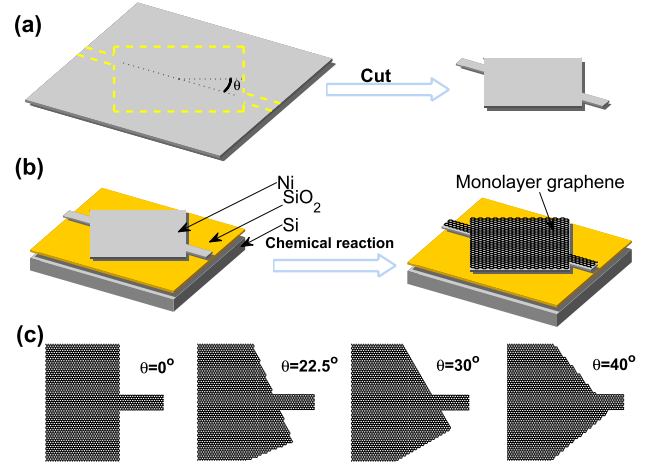 (a)
θ
Cut
(b)
Ni
SiO2
Si
Chemical reaction
Monolayer graphene
(c)
θ=0°
θ=22.5°
θ=30°
θ=40°